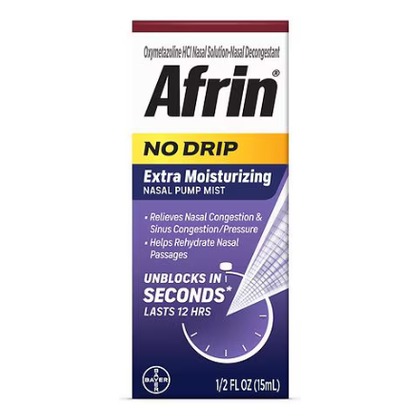 Oxymetazoline HCl Nasal Solution-Nasal Decongestant
Afrin®
NO DRIP
Extra Moisturizing
NASAL PUMP MIST
• Relieves Nasal Congestion &
Sinus Congestion/Pressure
• Helps Rehydrate Nasal
Passages
UNBLOCKS IN
SECONDS*
LASTS 12 HRS
BAYER
BAYER
1/2 FL OZ (15mL)